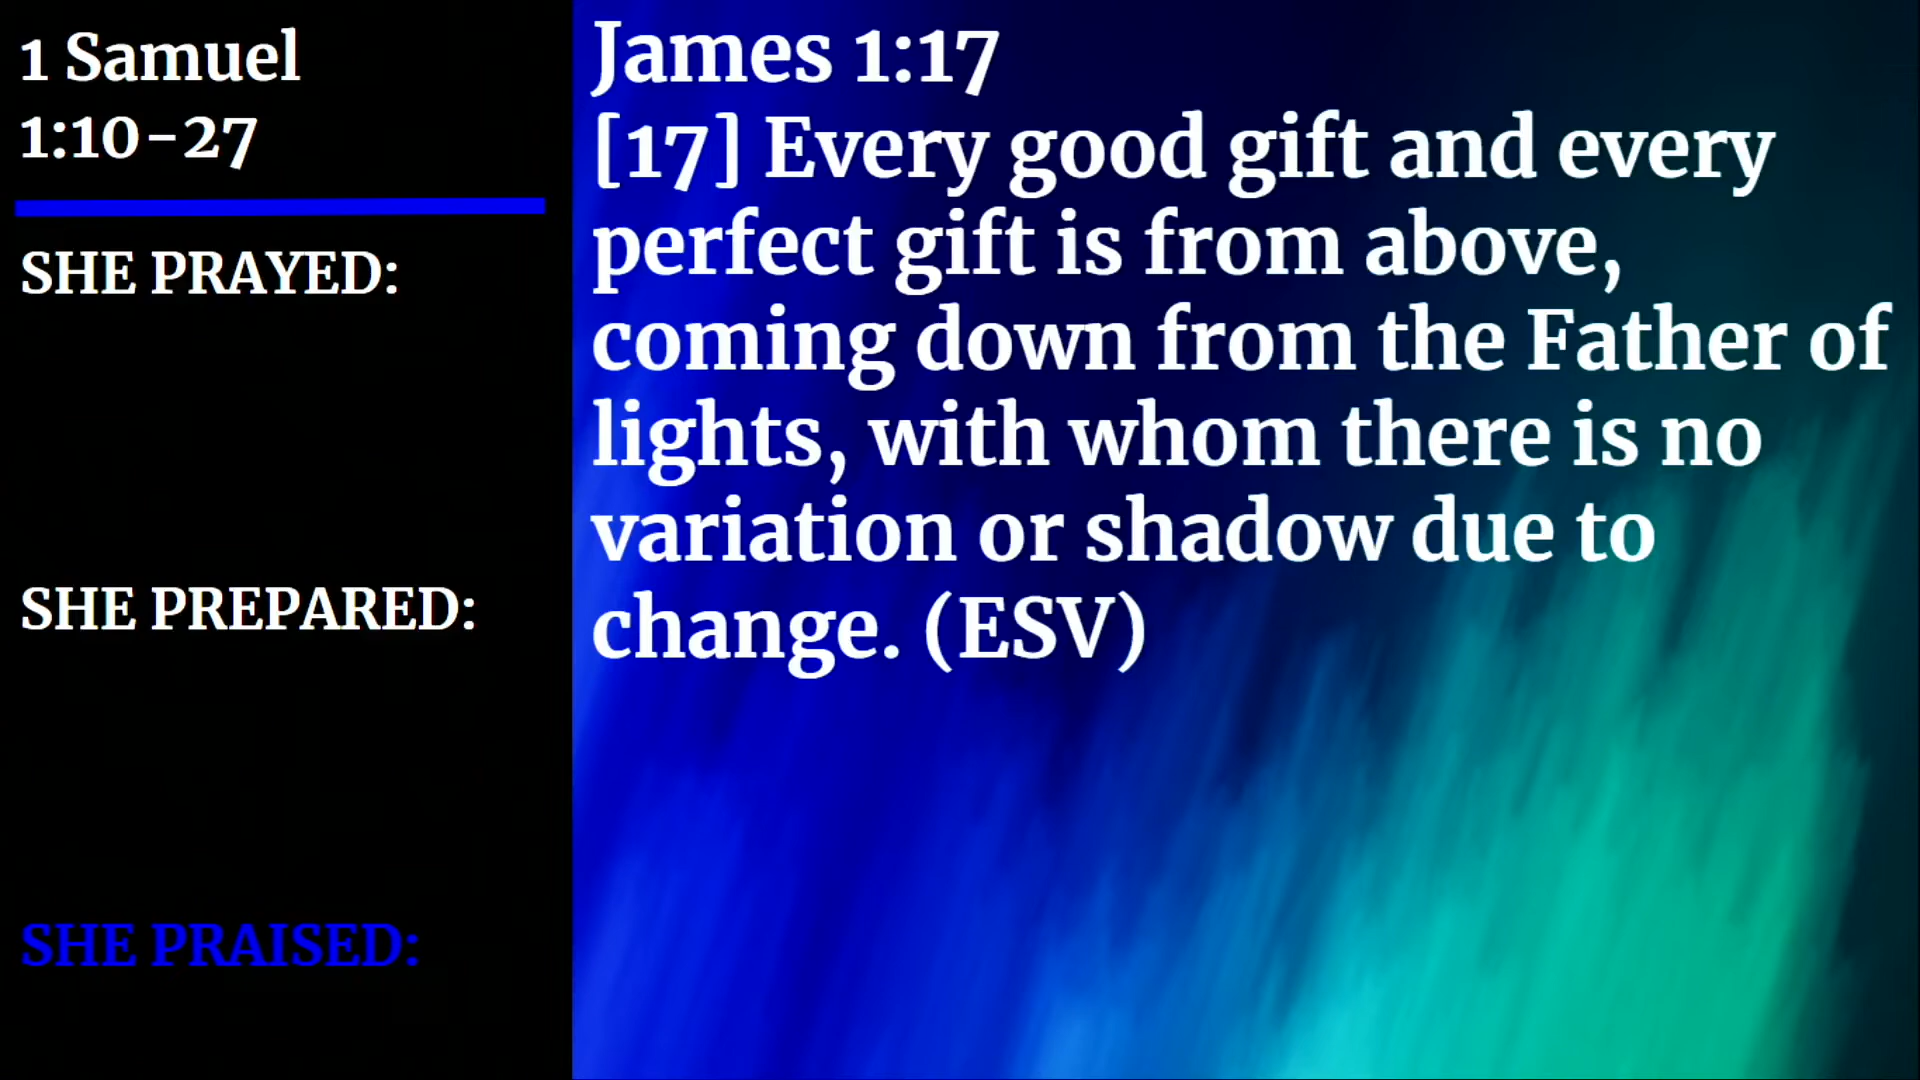 1 Samuel
1:10-27
SHE PRAYED:
SHE PREPARED:
SHE PRAISED:
James 1:17
[17] Every good gift and every
perfect gift is from above,
coming down from the Father of
lights, with whom there is no
variation or shadow due to
change. (ESV)